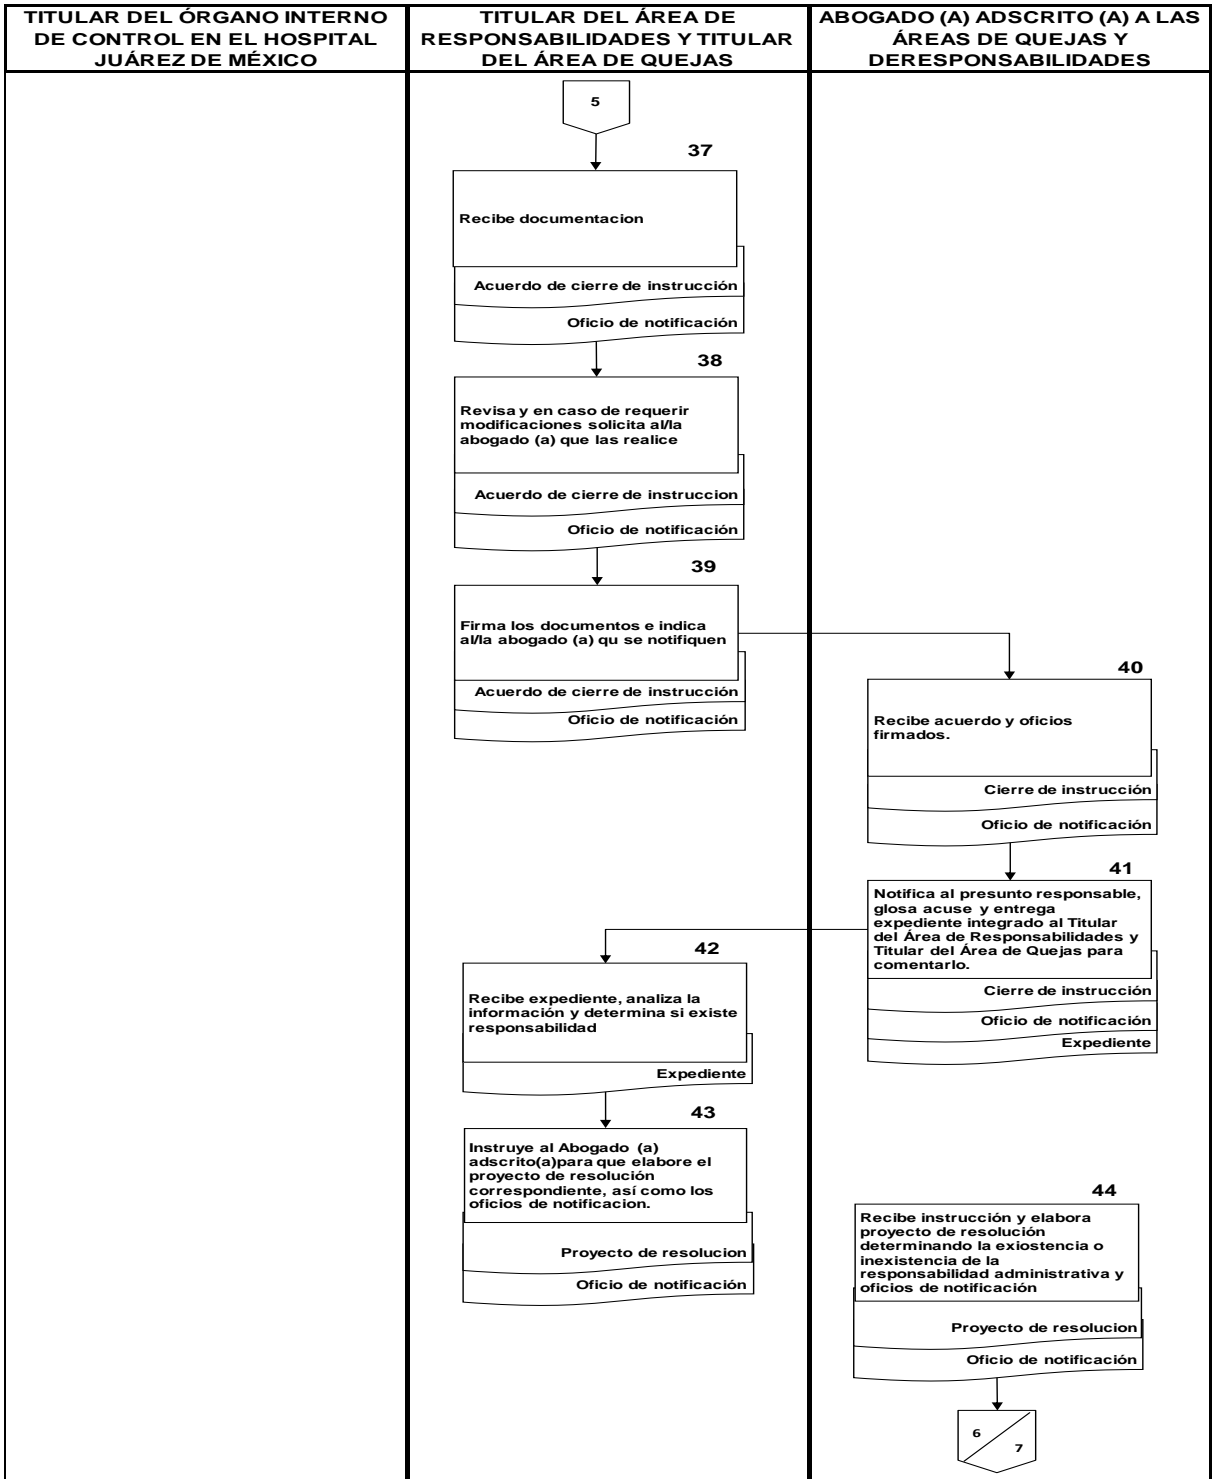 TITULAR DEL ÓRGANO INTERNO
DE CONTROL EN EL HOSPITAL
JUÁREZ DE MÉXICO
TITULAR DEL ÁREA DE
RESPONSABILIDADES Y TITULAR
DEL ÁREA DE QUEJAS
ABOGADO (A) ADSCRITO (A) A LAS
ÁREAS DE QUEJAS Y
DERESPONSABILIDADES
5
37
Recibe documentacion
Acuerdo de cierre de instrucción
Oficio de notificación
38
Revisa y en caso de requerir
modificaciones solicita al/la
abogado (a) que las realice
Acuerdo de cierre de instruccion
Oficio de notificación
39
Firma los documentos e indica
al/la abogado (a) qu se notifiquen
Acuerdo de cierre de instrucción
Oficio de notificación
40
Recibe acuerdo y oficios
firmados.
Cierre de instrucción
Oficio de notificación
41
Notifica al presunto responsable,
glosa acuse y entrega
expediente integrado al Titular
del Área de Responsabilidades y
Titular del Área de Quejas para
comentarlo.
Cierre de instrucción
Oficio de notificación
Expediente
42
Recibe expediente, analiza la
información y determina si existe
responsabilidad
Expediente
43
Instruye al Abogado (a)
adscrito(a)para que elabore el
proyecto de resolución
correspondiente, así como los
oficios de notificacion.
Proyecto de resolucion
Oficio de notificación
44
Recibe instrucción y elabora
proyecto de resolución
determinando la exiostencia o
inexistencia de la
responsabilidad administrativa y
oficios de notificación
Proyecto de resolucion
Oficio de notificación
6
7